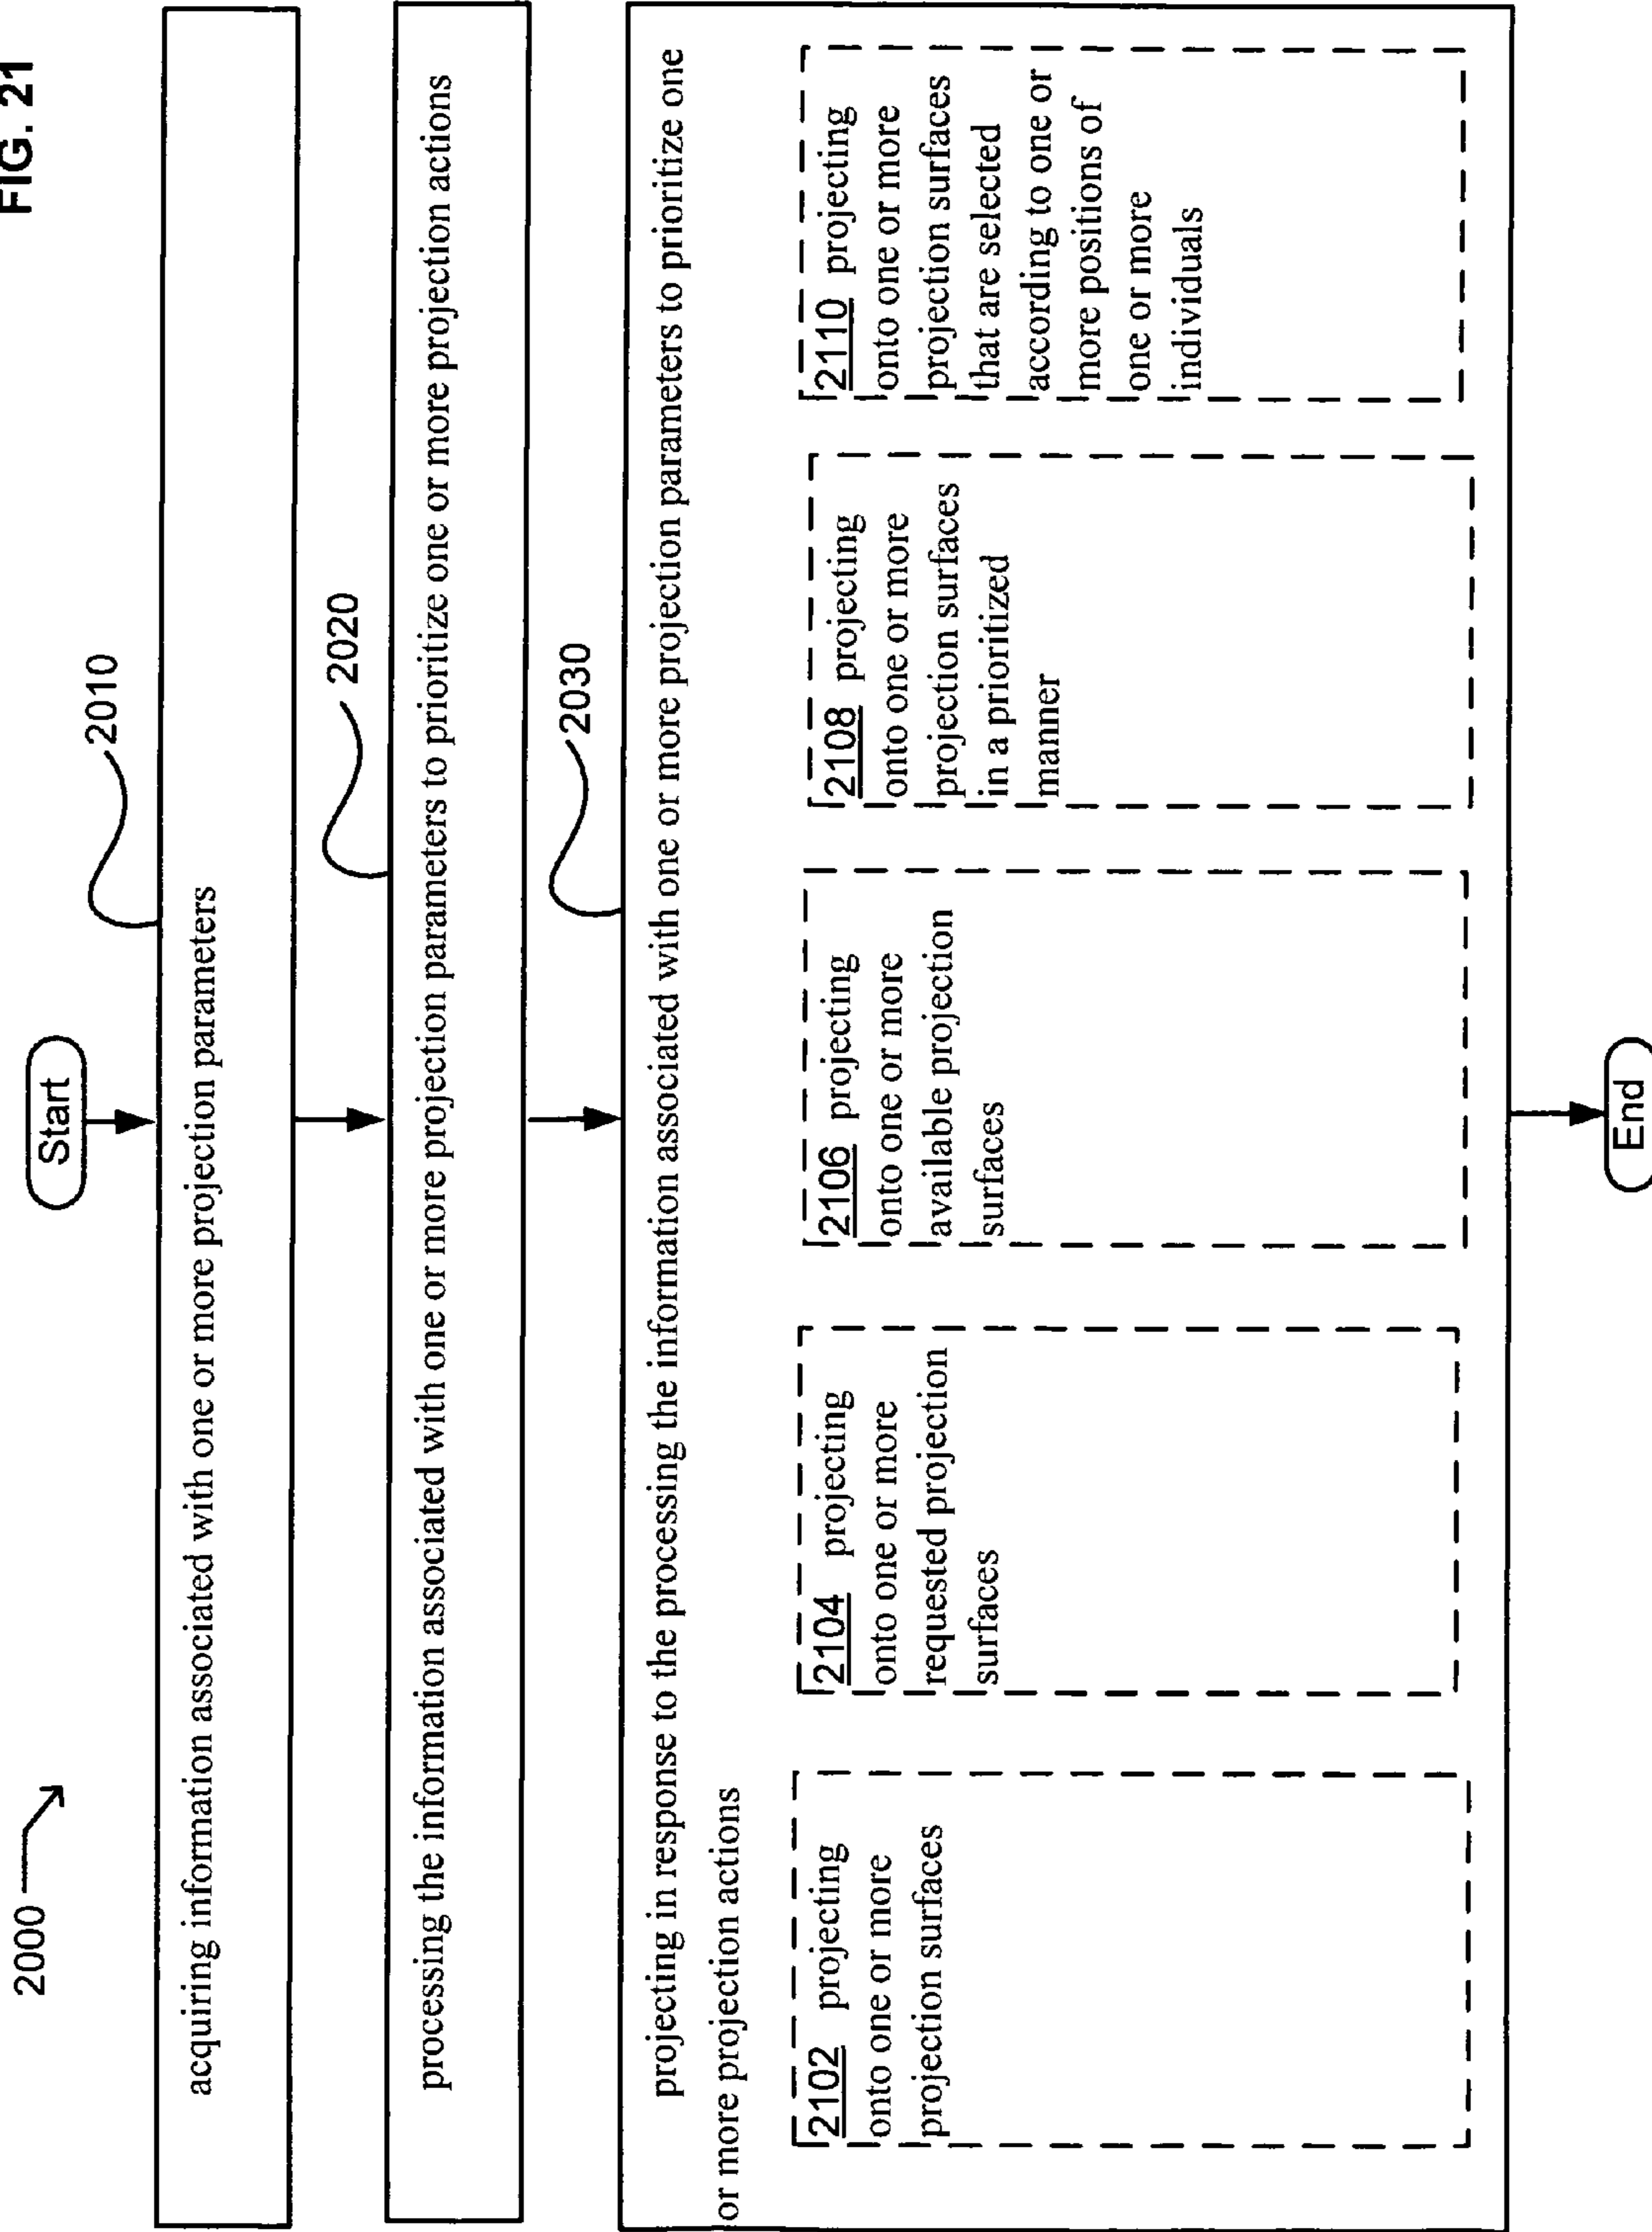 FIG. 21
2000
Start
2010
acquiring information associated with one or more projection parameters
2020
processing the information associated with one or more projection parameters to prioritize one or more projection actions
2030
projecting in response to the processing the information associated with one or more projection parameters to prioritize one
or more projection actions
2102 projecting
onto one or more
projection surfaces
2104 projecting
onto one or more
requested projection
surfaces
2106 projecting
onto one or more
available projection
surfaces
2108 projecting
onto one or more
projection surfaces
in a prioritized
manner
2110 projecting
onto one or more
projection surfaces
that are selected
according to one or
more positions of
one or more
individuals
End